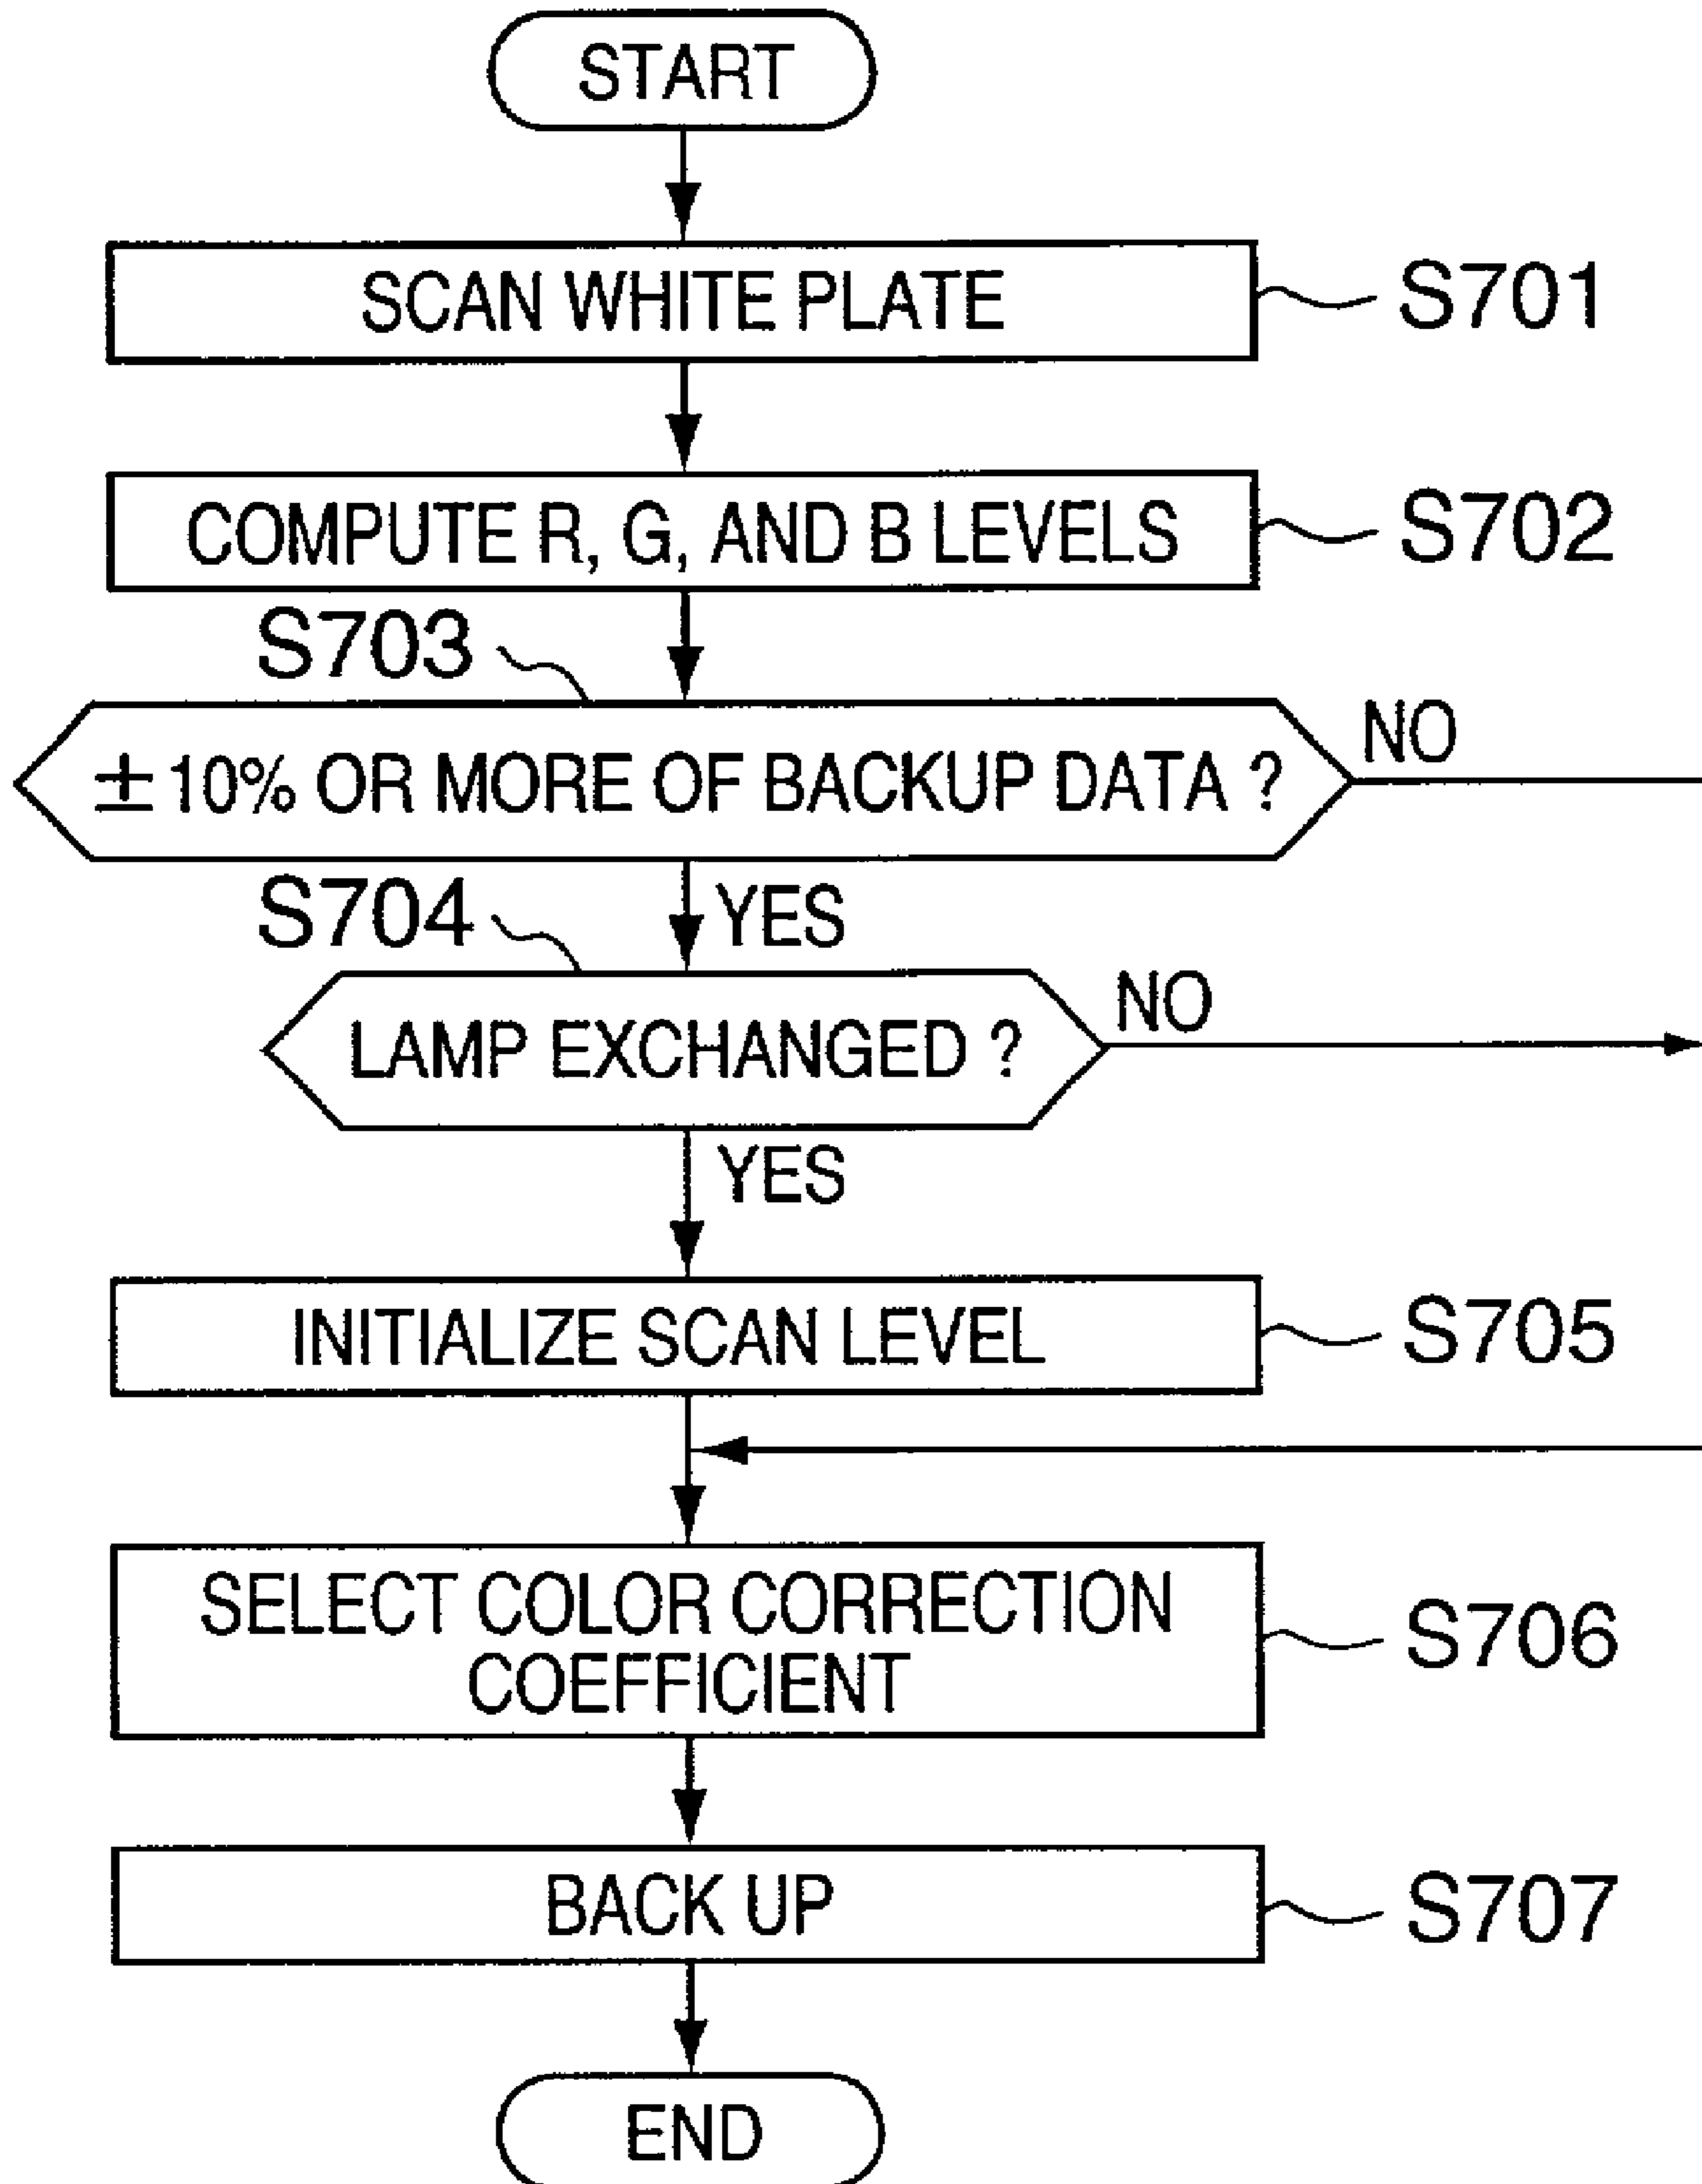 START
SCAN WHITE PLATE
S701
COMPUTE R, G, AND B LEVELS
S702
S703
± 10% OR MORE OF BACKUP DATA ?
NO
S704
YES
LAMP EXCHANGED ?
NO
YES
INITIALIZE SCAN LEVEL
S705
SELECT COLOR CORRECTION
COEFFICIENT
S706
BACK UP
S707
END